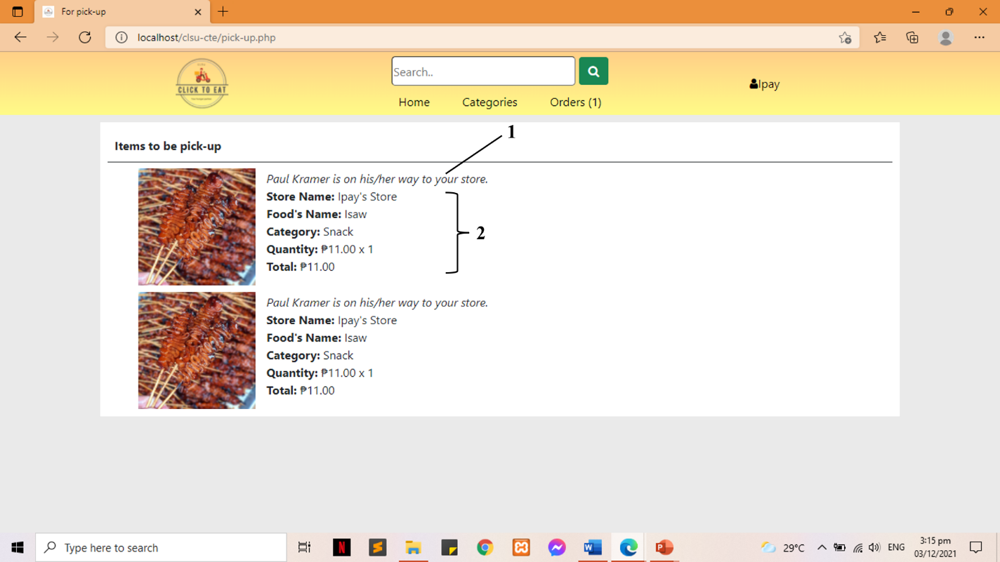 For pick-up
localhost/clsu-cte/pick-up.php
CLICK TO EAT
Search..
Ipay
Home Categories Orders (1)
1
Items to be pick-up
Paul Kramer is on his/her way to your store.
Store Name: Ipay's Store
Food's Name: Isaw
Category: Snack
Quantity: ₱11.00 x 1
Total: ₱11.00
2
Paul Kramer is on his/her way to your store.
Store Name: Ipay's Store
Food's Name: Isaw
Category: Snack
Quantity: ₱11.00 x 1
Total: ₱11.00
Type here to search
29°C
ENG
3:15 pm
03/12/2021